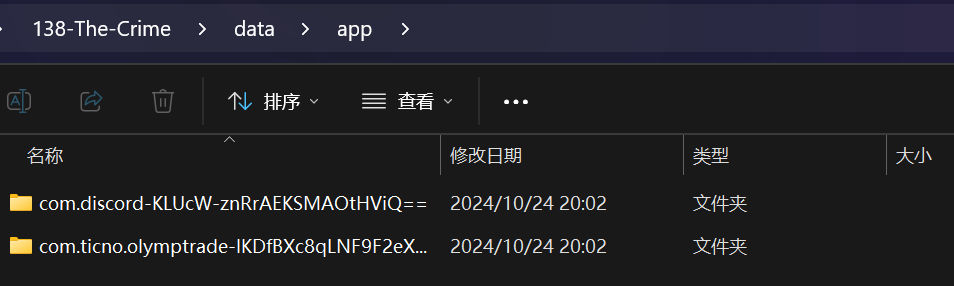 138-The-Crime > data > app >
排序 查看 ...
名称 修改日期 类型 大小
com.discord-KLUcW-znRrAEKSMAOtHViQ== 2024/10/24 20:02 文件夹
com.ticno.olymptrade-lKDfBXc8qLNF9F2eX... 2024/10/24 20:02 文件夹